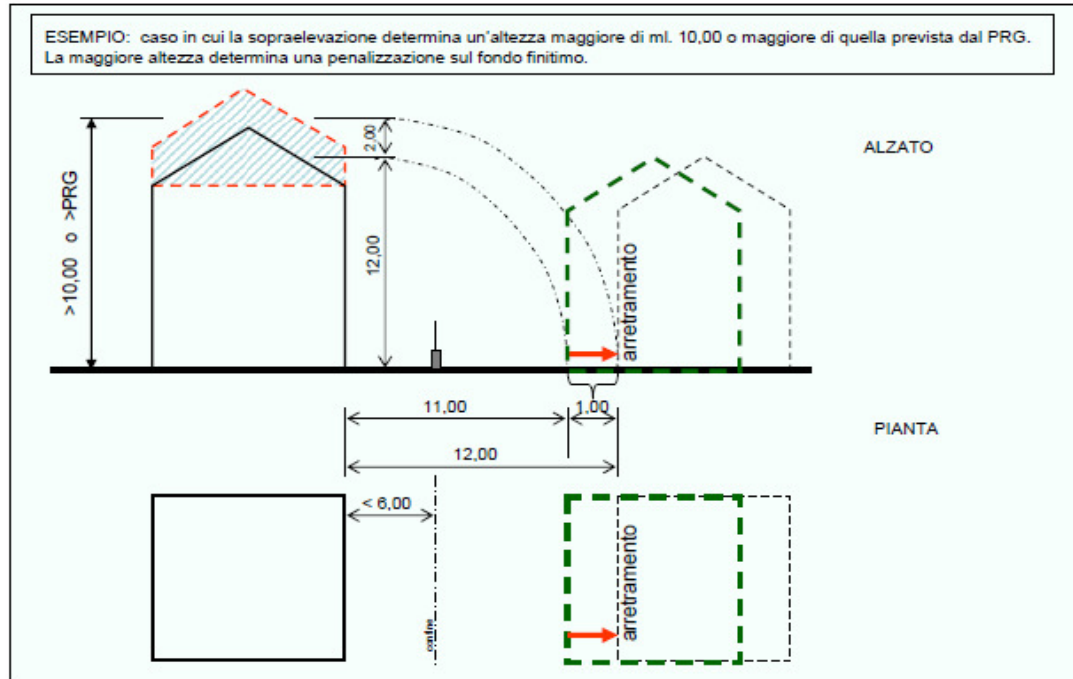 ESEMPIO: caso in cui la sopraelevazione determina un'altezza maggiore di ml. 10,00 o maggiore di quella prevista dal PRG.
La maggiore altezza determina una penalizzazione sul fondo finitimo.
ALZATO
2,00
>10,00 o >PRG
12,00
arretramento
11,00
1,00
12,00
PIANTA
< 6,00
confine
arretramento